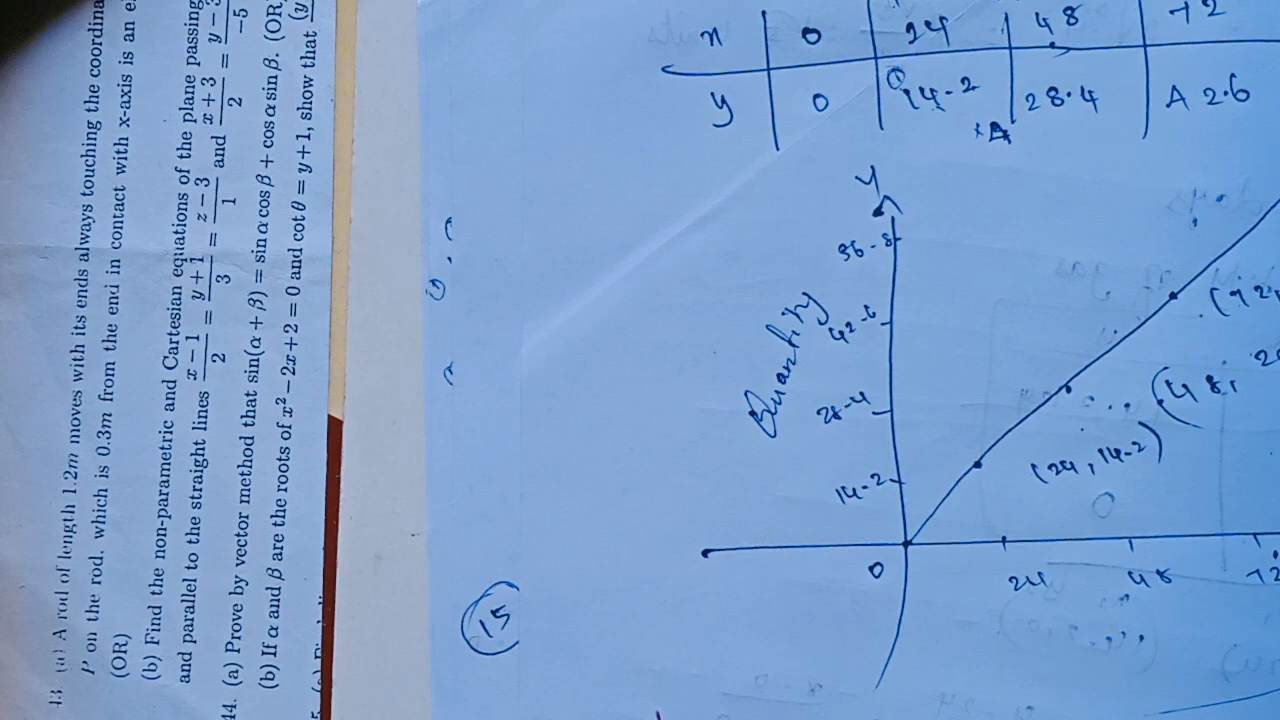 13. (a) A rod of length 1.2m moves with its ends always touching the coordina
P on the rod, which is 0.3m from the end in contact with x-axis is an e
(OR)
(b) Find the non-parametric and Cartesian equations of the plane passing
and parallel to the straight lines (x − 1)/2 = (y + 1)/3 = (z − 3)/1 and (x + 3)/2 = (y − 3)/−5
14. (a) Prove by vector method that sin(α + β) = sin α cos β + cos α sin β. (OR)
(b) If α and β are the roots of x² − 2x + 2 = 0 and cot θ = y + 1, show that (y
x 0 24 48 72
y 0 14.2 28.4 42.6
Y
Quantity
42.6
28.4
14.2
(72,
(48,
(24, 14.2)
0 24 48 72
15